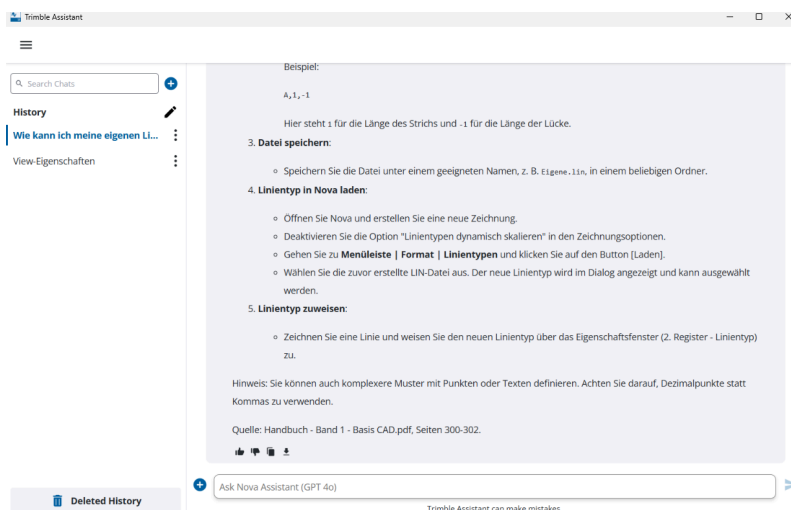 Trimble Assistant
Search Chats
History
Wie kann ich meine eigenen Li...
View-Eigenschaften
Deleted History
Beispiel:
A,1,-1
Hier steht 1 für die Länge des Strichs und -1 für die Länge der Lücke.
3. Datei speichern:
Speichern Sie die Datei unter einem geeigneten Namen, z. B. Eigene.lin, in einem beliebigen Ordner.
4. Linientyp in Nova laden:
Öffnen Sie Nova und erstellen Sie eine neue Zeichnung.
Deaktivieren Sie die Option "Linientypen dynamisch skalieren" in den Zeichnungsoptionen.
Gehen Sie zu Menüleiste | Format | Linientypen und klicken Sie auf den Button [Laden].
Wählen Sie die zuvor erstellte LIN-Datei aus. Der neue Linientyp wird im Dialog angezeigt und kann ausgewählt
werden.
5. Linientyp zuweisen:
Zeichnen Sie eine Linie und weisen Sie den neuen Linientyp über das Eigenschaftsfenster (2. Register - Linientyp)
zu.
Hinweis: Sie können auch komplexere Muster mit Punkten oder Texten definieren. Achten Sie darauf, Dezimalpunkte statt
Kommas zu verwenden.
Quelle: Handbuch - Band 1 - Basis CAD.pdf, Seiten 300-302.
Ask Nova Assistant (GPT 4o)
Trimble Assistant can make mistakes